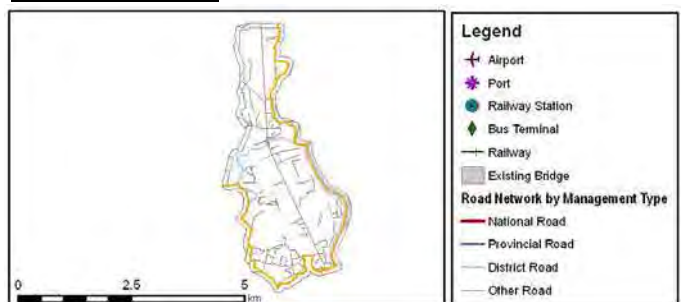 0 2.5 5
km
Legend
Airport
Port
Railway Station
Bus Terminal
Railway
Existing Bridge
Road Network by Management Type
National Road
Provincial Road
District Road
Other Road